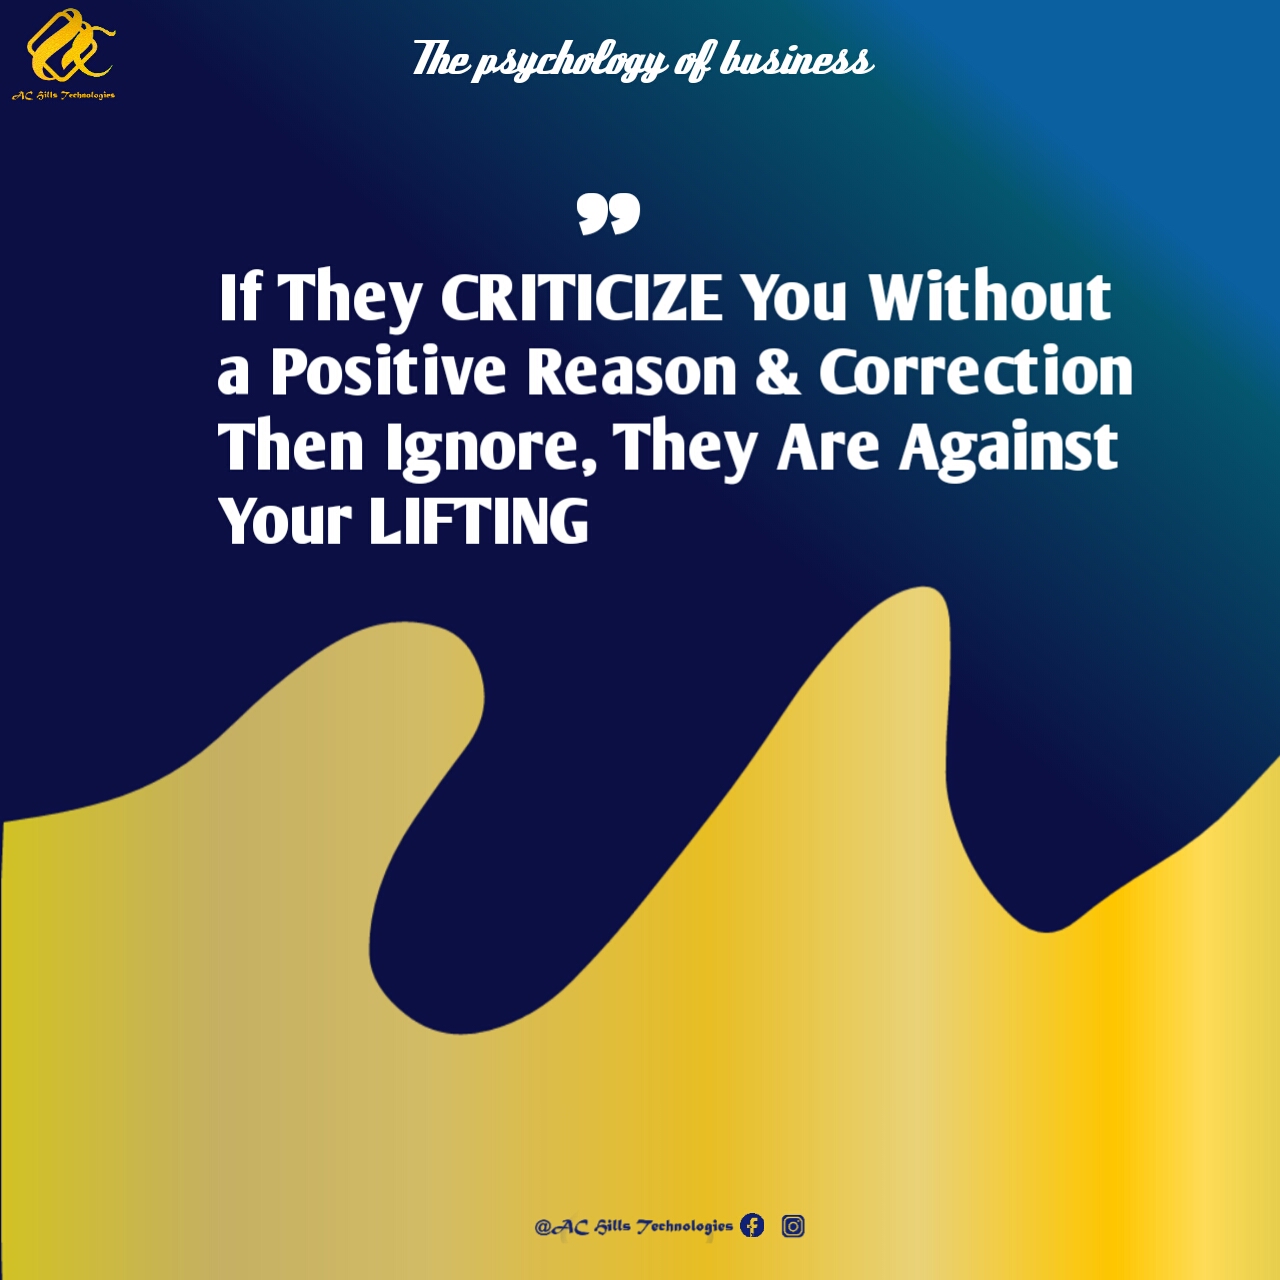 AC Hills Technologies
The psychology of business
”
If They CRITICIZE You Without
a Positive Reason & Correction
Then Ignore, They Are Against
Your LIFTING
@AC Hills Technologies